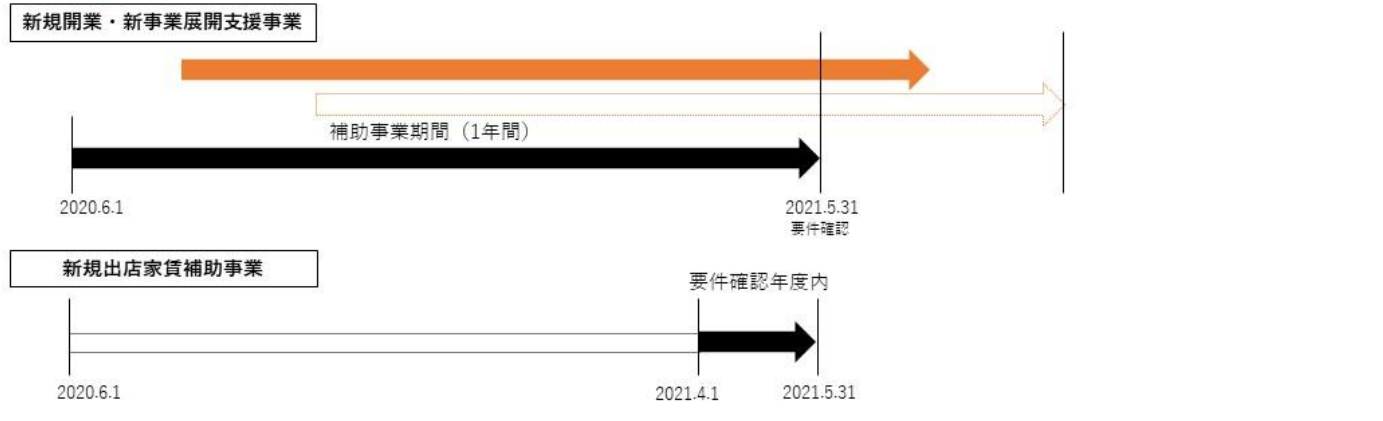 新規開業・新事業展開支援事業
補助事業期間（1年間）
2020.6.1
2021.5.31
要件確認
新規出店家賃補助事業
要件確認年度内
2020.6.1
2021.4.1
2021.5.31